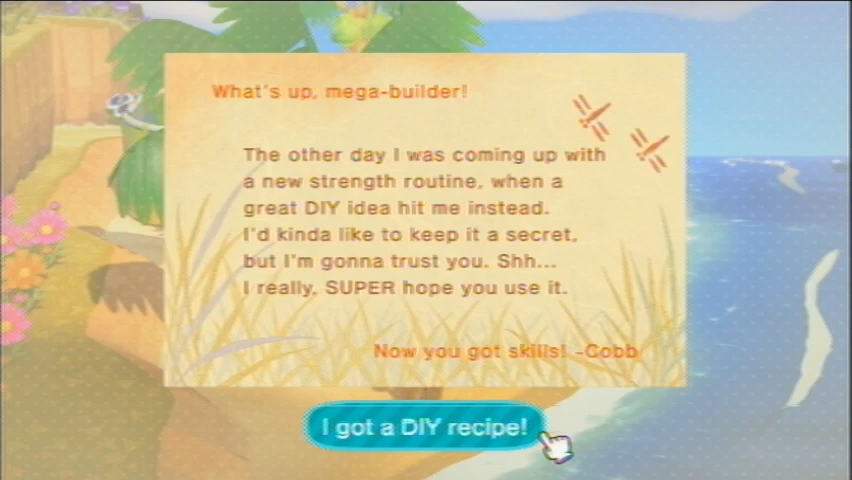 What's up, mega-builder!
The other day I was coming up with
a new strength routine, when a
great DIY idea hit me instead.
I'd kinda like to keep it a secret,
but I'm gonna trust you. Shh...
I really, SUPER hope you use it.
Now you got skills! -Cobb
I got a DIY recipe!